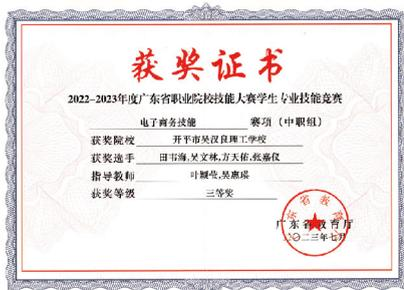 获奖证书
2022-2023年度广东省职业院校技能大赛学生专业技能竞赛
电子商务技能 赛项（中职组）
获奖院校 开平市吴汉良理工学校
获奖选手 田韦海,吴文林,方天佑,张嘉仪
指导教师 叶颖莹,吴惠瑶
获奖等级 三等奖
广东省教育厅
二〇二三年七月